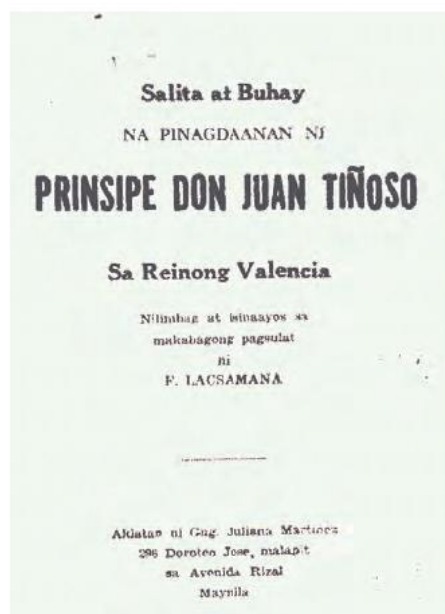 Salita at Buhay
NA PINAGDAANAN NI
PRINSIPE DON JUAN TIÑOSO
Sa Reinong Valencia
Nilimbag at isinaayos sa
makabagong pagsulat
ni
F. LACSAMANA
Aklatan ni Gng. Juliana Martinez
296 Doroteo Jose, malapit
sa Avenida Rizal
Maynila